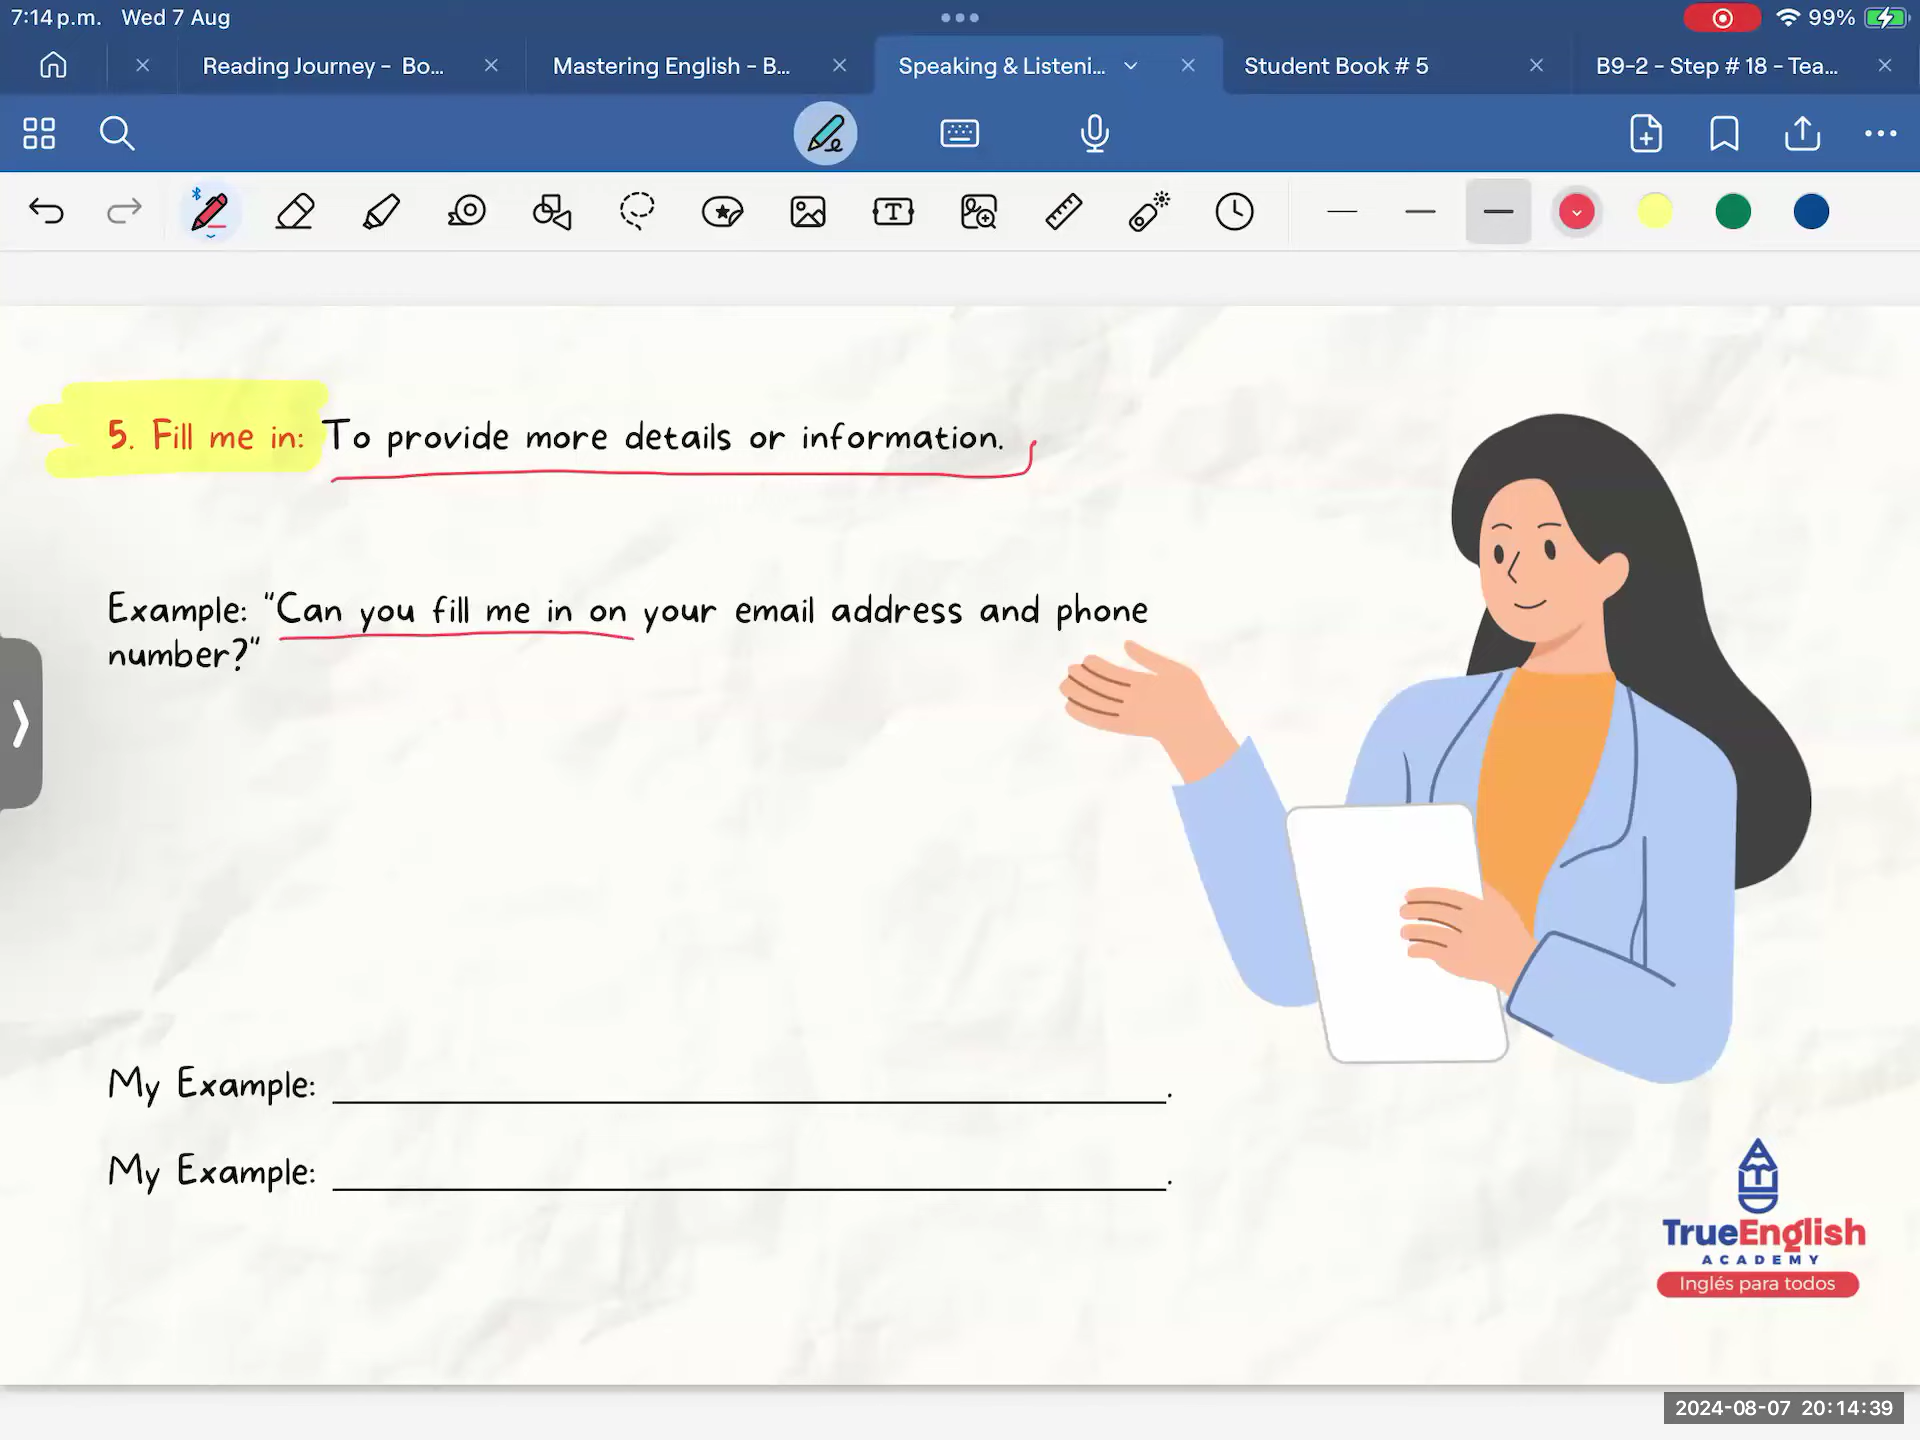 7:14 p.m. Wed 7 Aug
99%
Reading Journey - Bo...
Mastering English - B...
Speaking & Listeni...
Student Book # 5
B9-2 - Step # 18 - Tea...
5. Fill me in: To provide more details or information.
Example: "Can you fill me in on your email address and phone
number?"
My Example: ______________________.
My Example: ______________________.
TrueEnglish
ACADEMY
Inglés para todos
2024-08-07 20:14:39